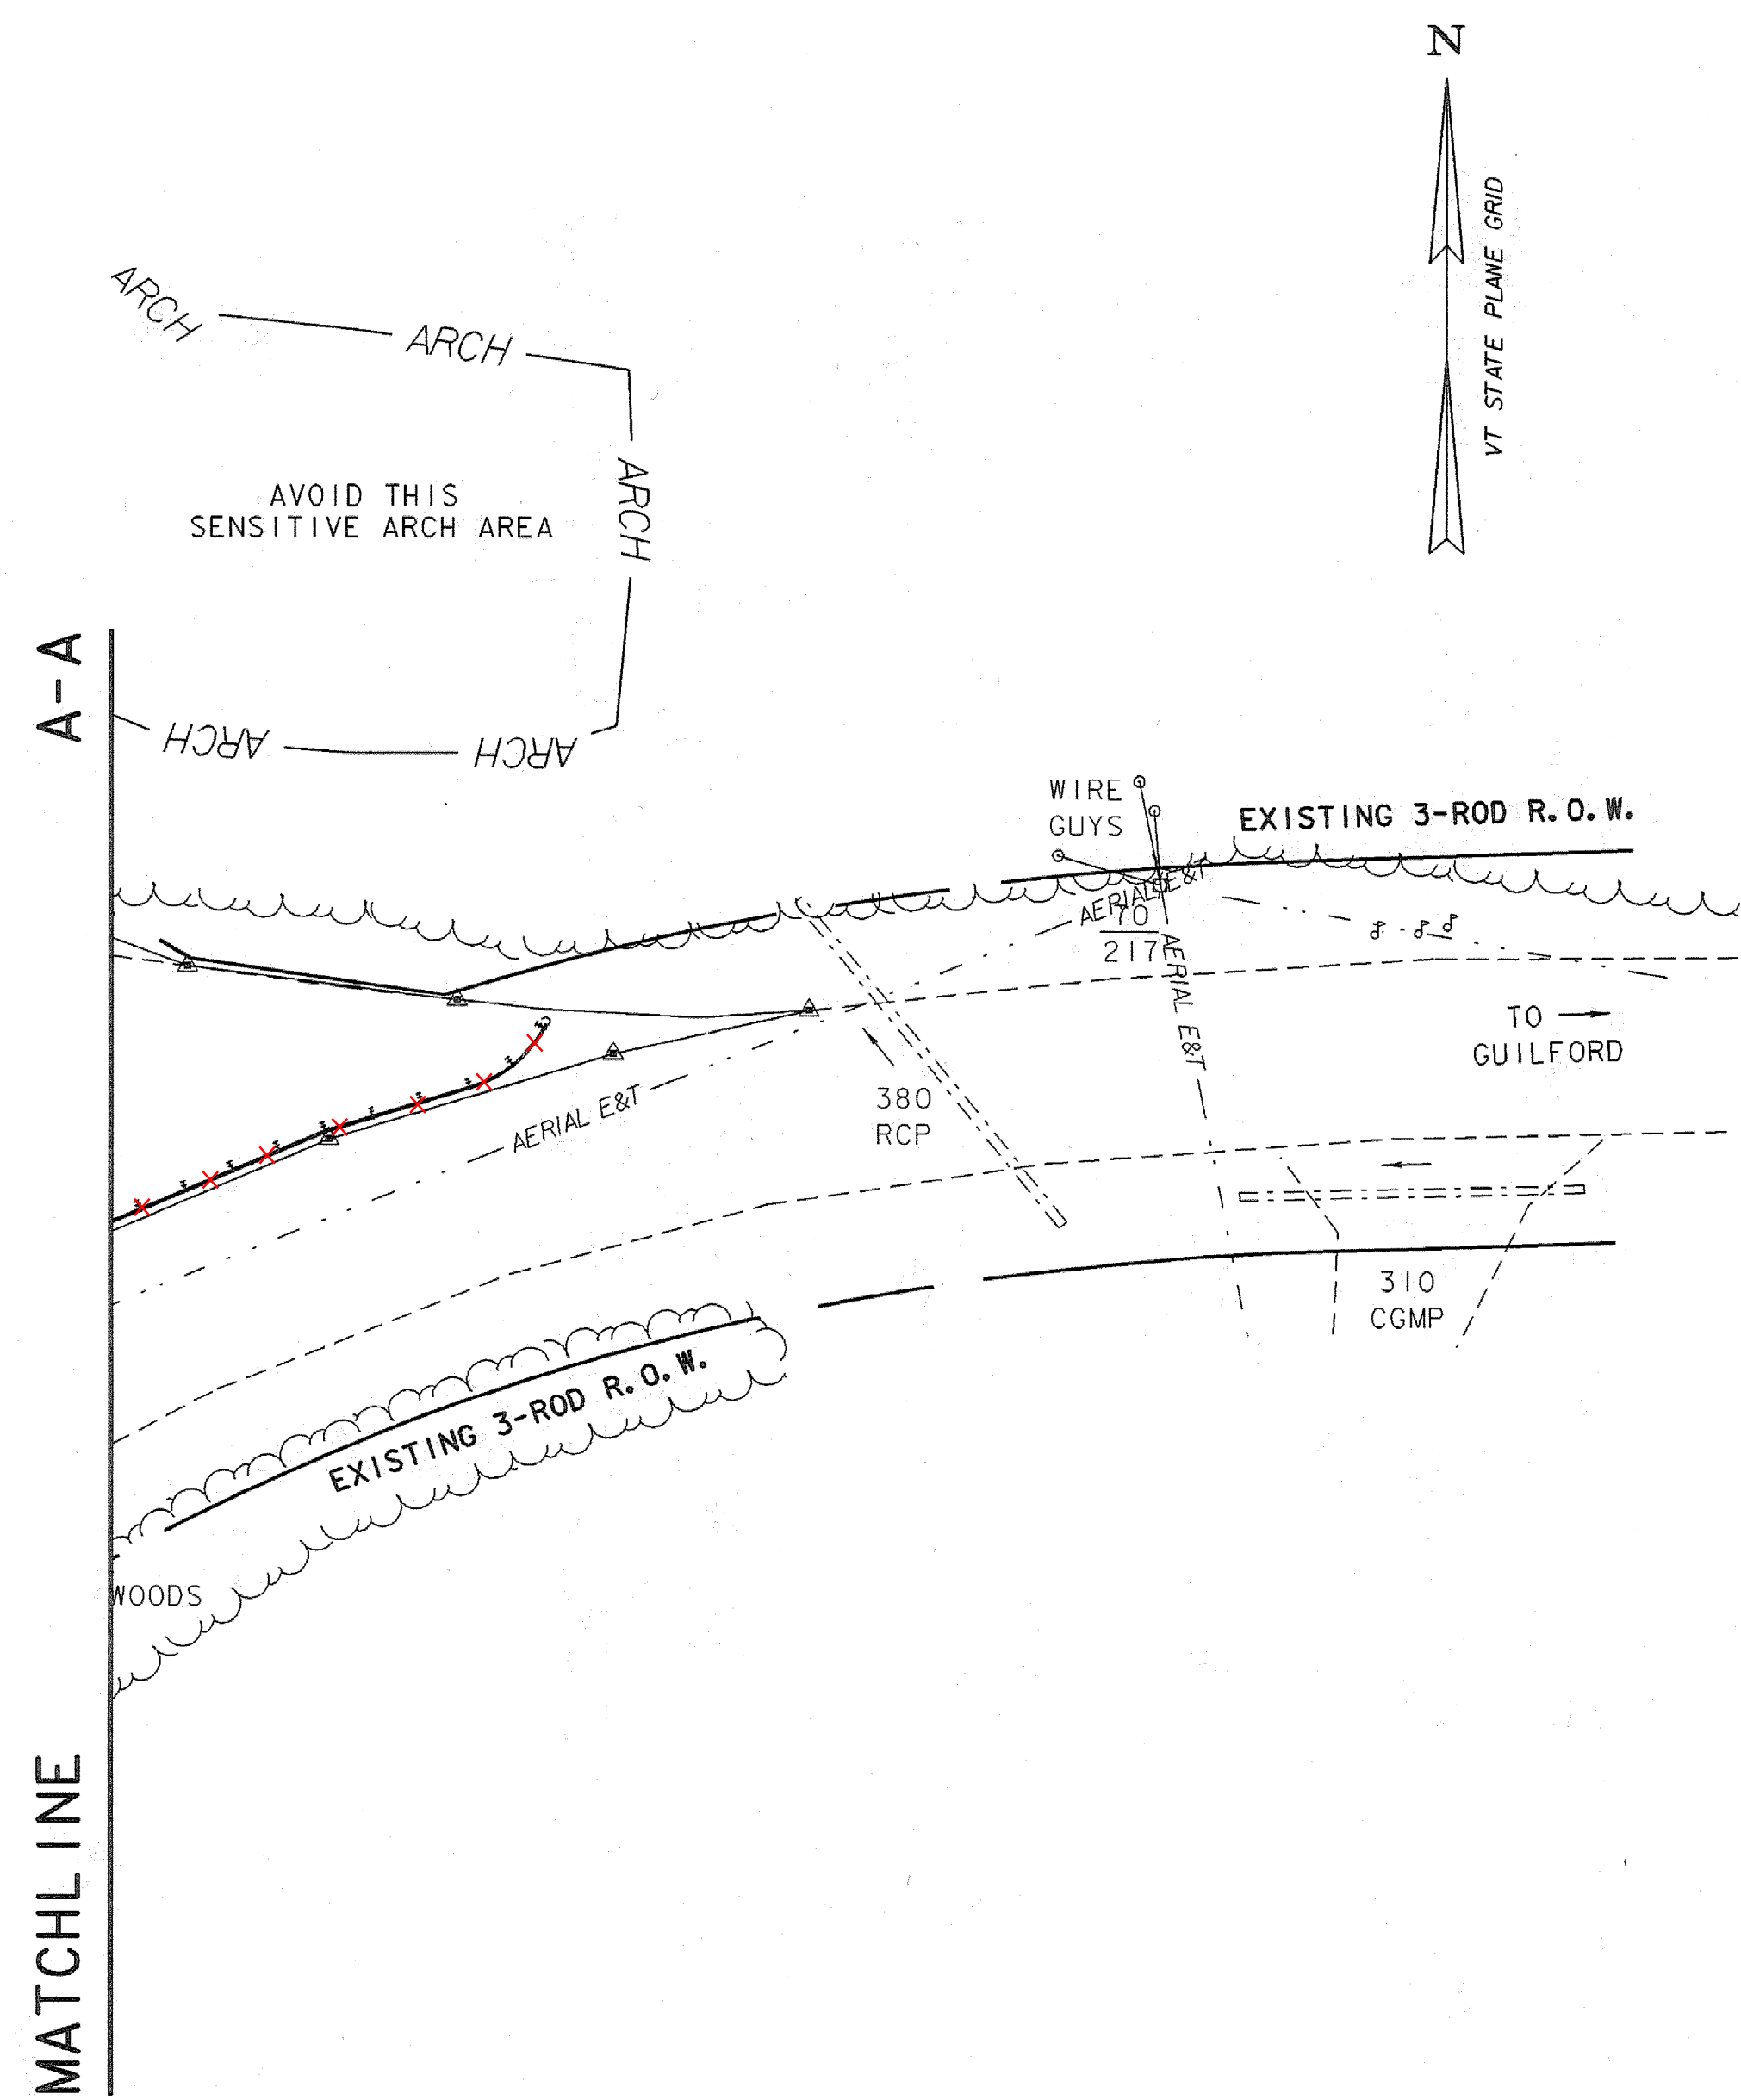 N
VT STATE PLANE GRID
ARCH
ARCH
ARCH
AVOID THIS
SENSITIVE ARCH AREA
A-A
ARCH
ARCH
WIRE
GUYS
EXISTING 3-ROD R.O.W.
AERIAL E&T
70
217
AERIAL E&T
TO
GUILFORD
380
RCP
AERIAL E&T
310
CGMP
EXISTING 3-ROD R.O.W.
WOODS
MATCHLINE